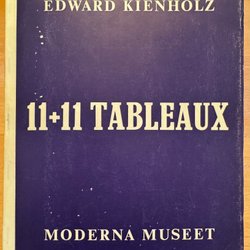 EDWARD KIENHOLZ
11+11 TABLEAUX
MODERNA MUSEET